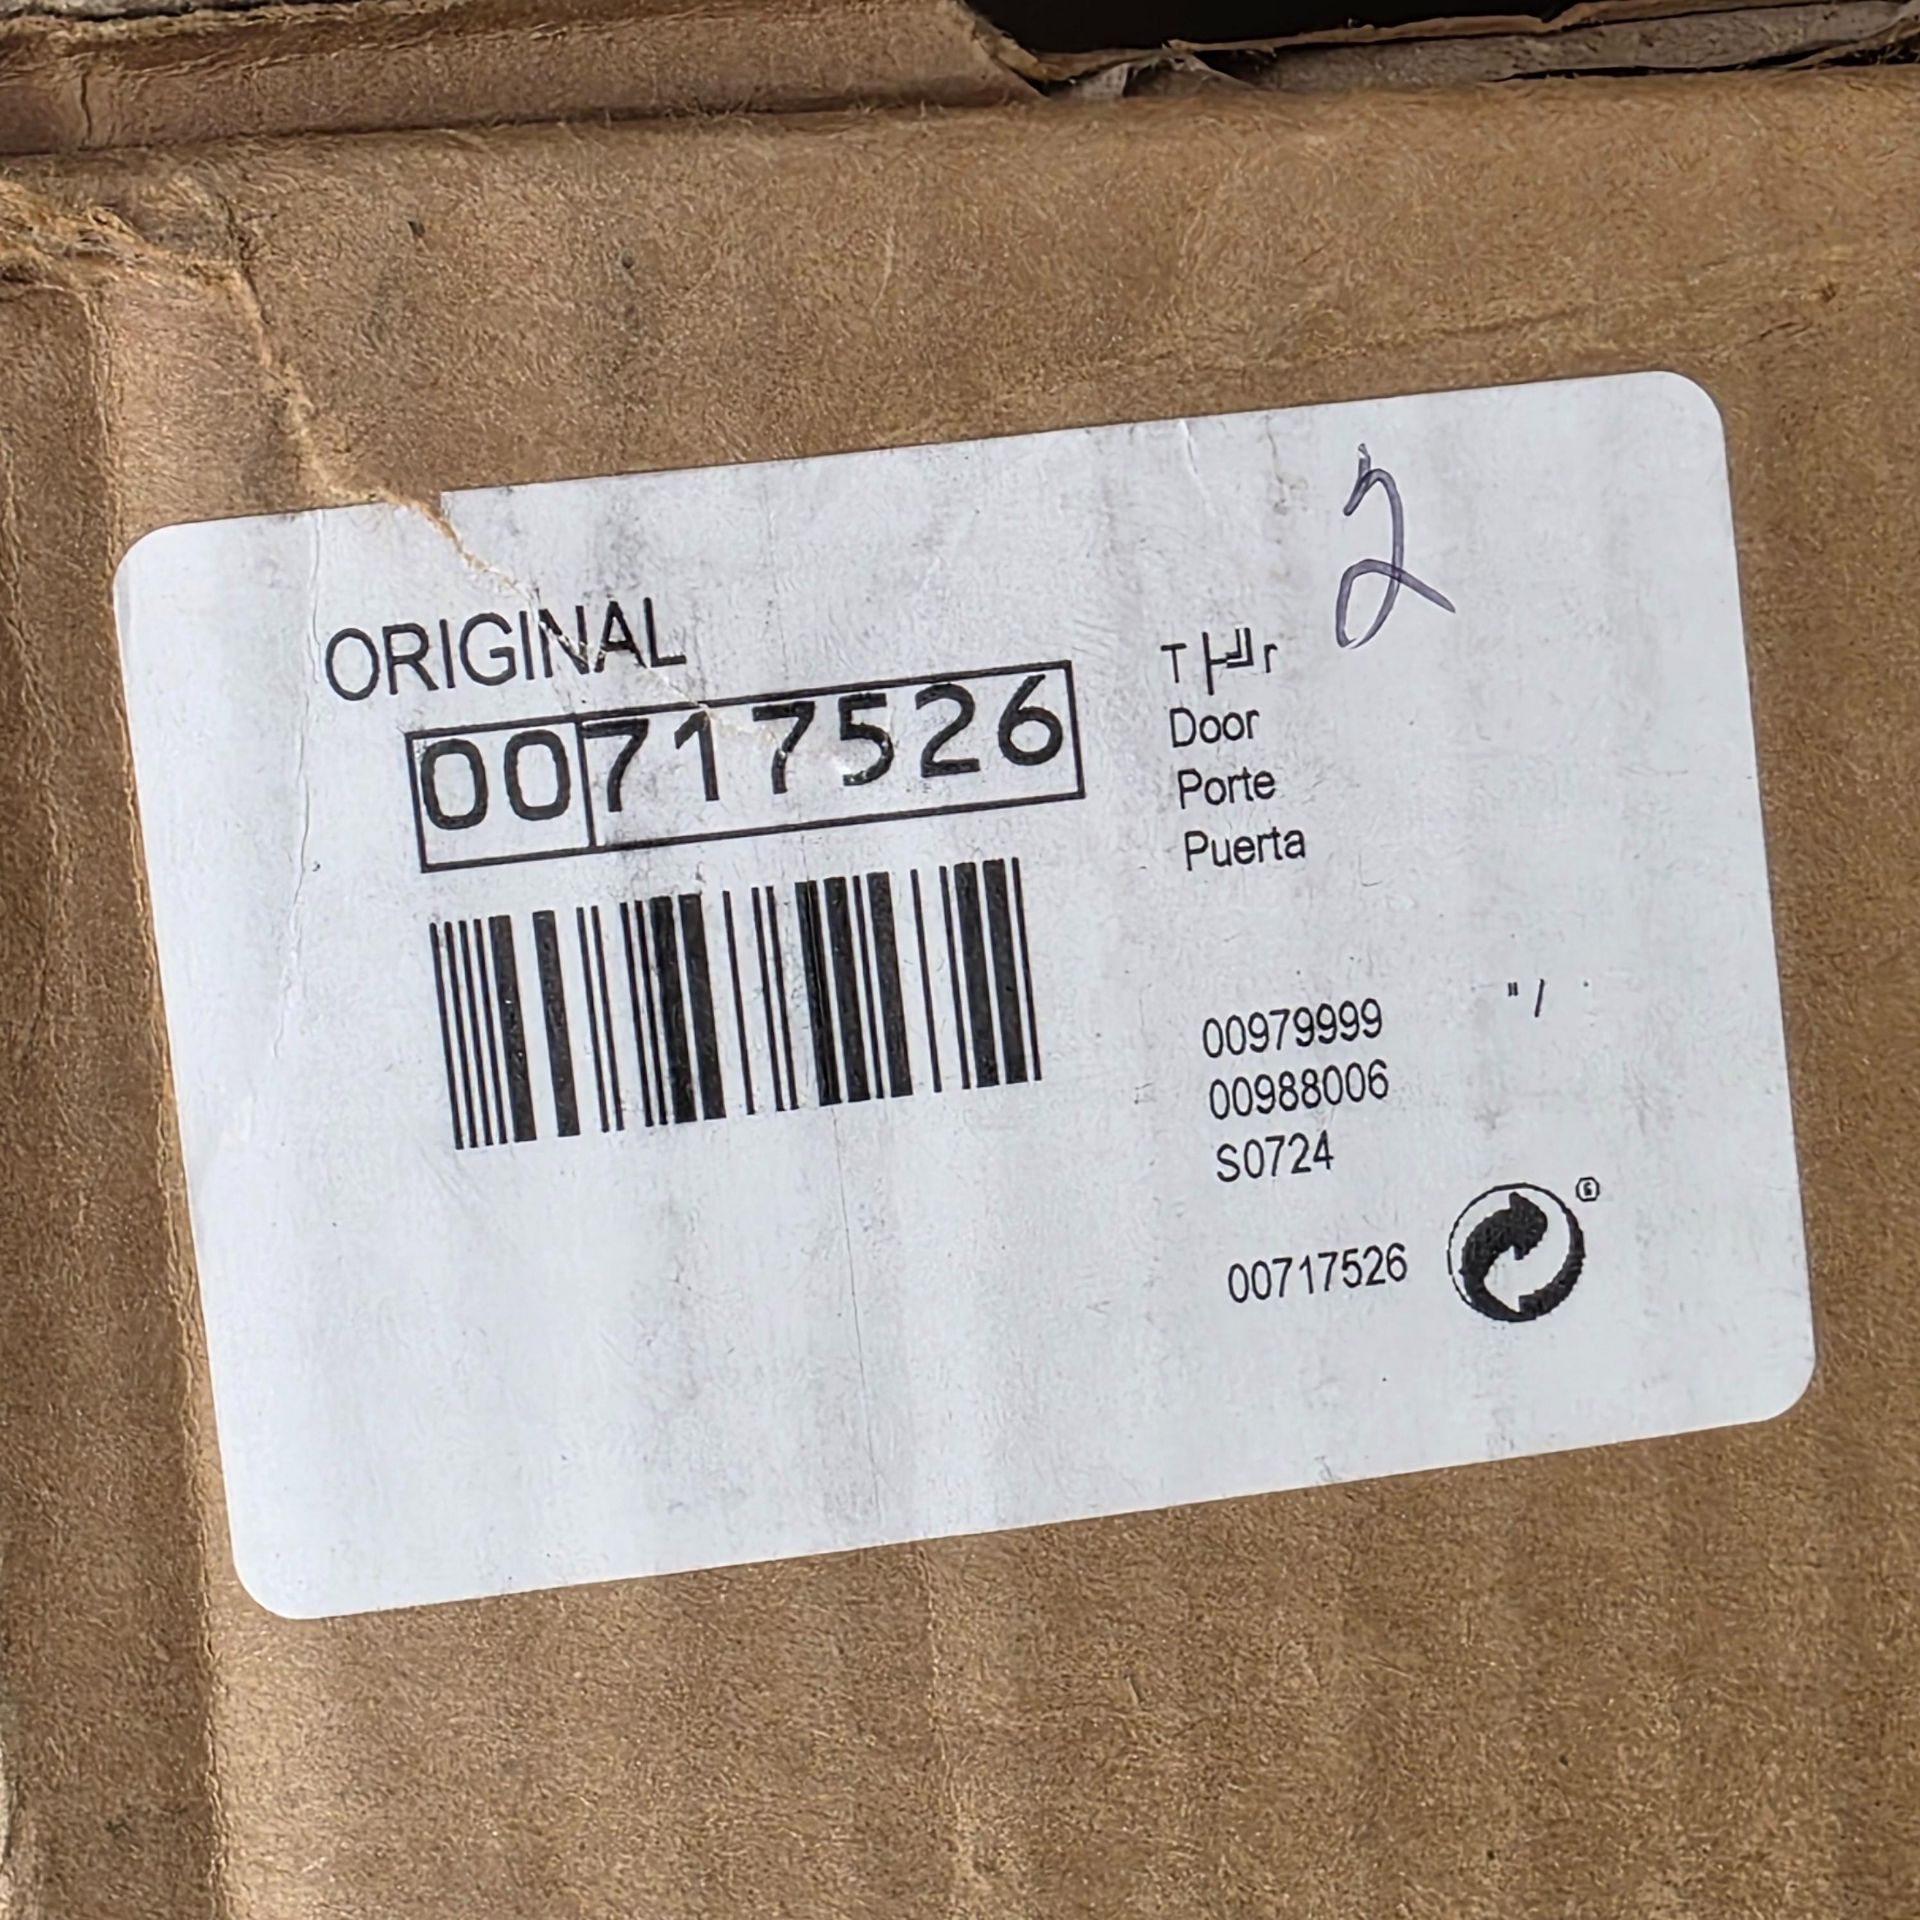 2
ORIGINAL
00717526
T├╝r
Door
Porte
Puerta
00979999 "/
00988006
S0724
00717526